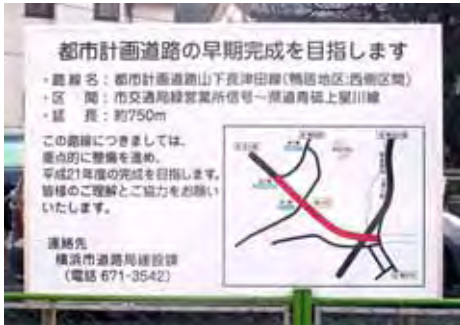 都市計画道路の早期完成を目指します
・路線名：都市計画道路山下長津田線(鴨居地区:西側区間)
・区　間：市交通局緑営業所信号～県道青砥上星川線
・延　長：約750m
この路線につきましては、
重点的に整備を進め、
平成21年度の完成を目指します。
皆様のご理解とご協力をお願い
いたします。
連絡先
横浜市道路局建設課
（電話 671-3542）